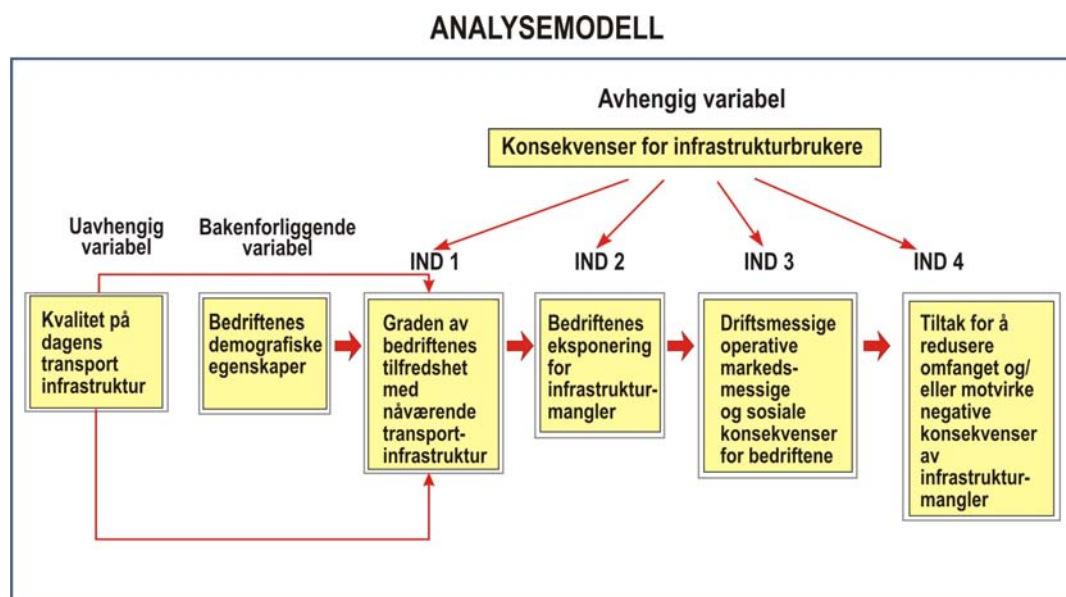 ANALYSEMODELL
Avhengig variabel
Konsekvenser for infrastrukturbrukere
Uavhengig
variabel
Bakenforliggende
variabel
IND 1
IND 2
IND 3
IND 4
Kvalitet på
dagens
transport
infrastruktur
Bedriftenes
demografiske
egenskaper
Graden av
bedriftenes
tilfredshet
med
nåværende
transport-
infrastruktur
Bedriftenes
eksponering
for
infrastruktur-
mangler
Driftsmessige
operative
markeds-
messige
og sosiale
konsekvenser
for bedriftene
Tiltak for å
redusere
omfanget og/
eller motvirke
negative
konsekvenser
av
infrastruktur-
mangler